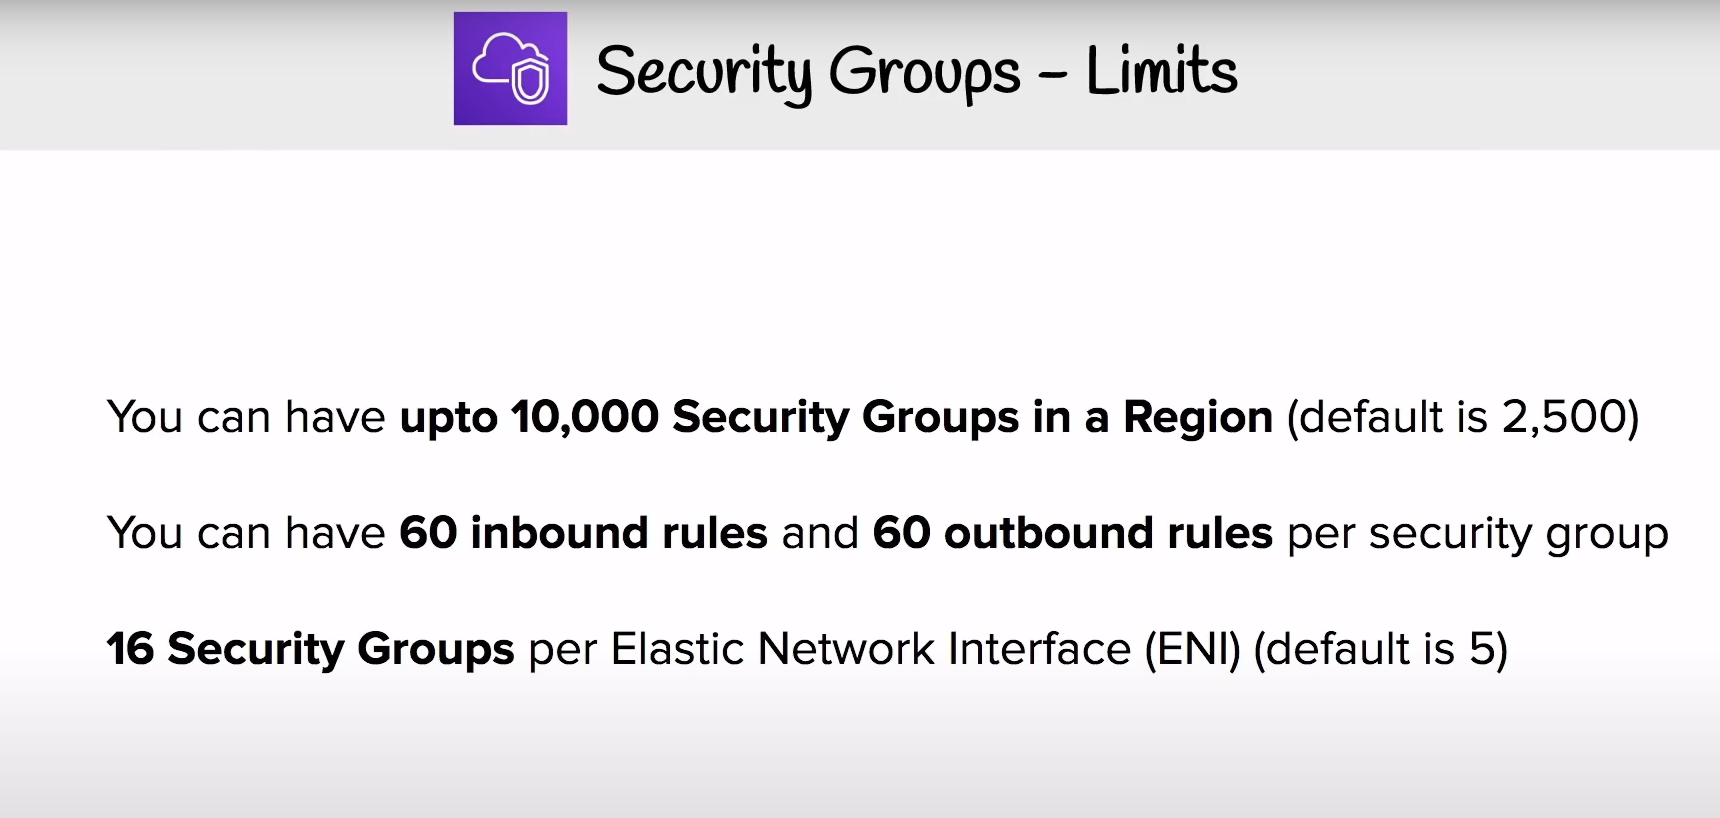 Security Groups – Limits
You can have upto 10,000 Security Groups in a Region (default is 2,500)
You can have 60 inbound rules and 60 outbound rules per security group
16 Security Groups per Elastic Network Interface (ENI) (default is 5)